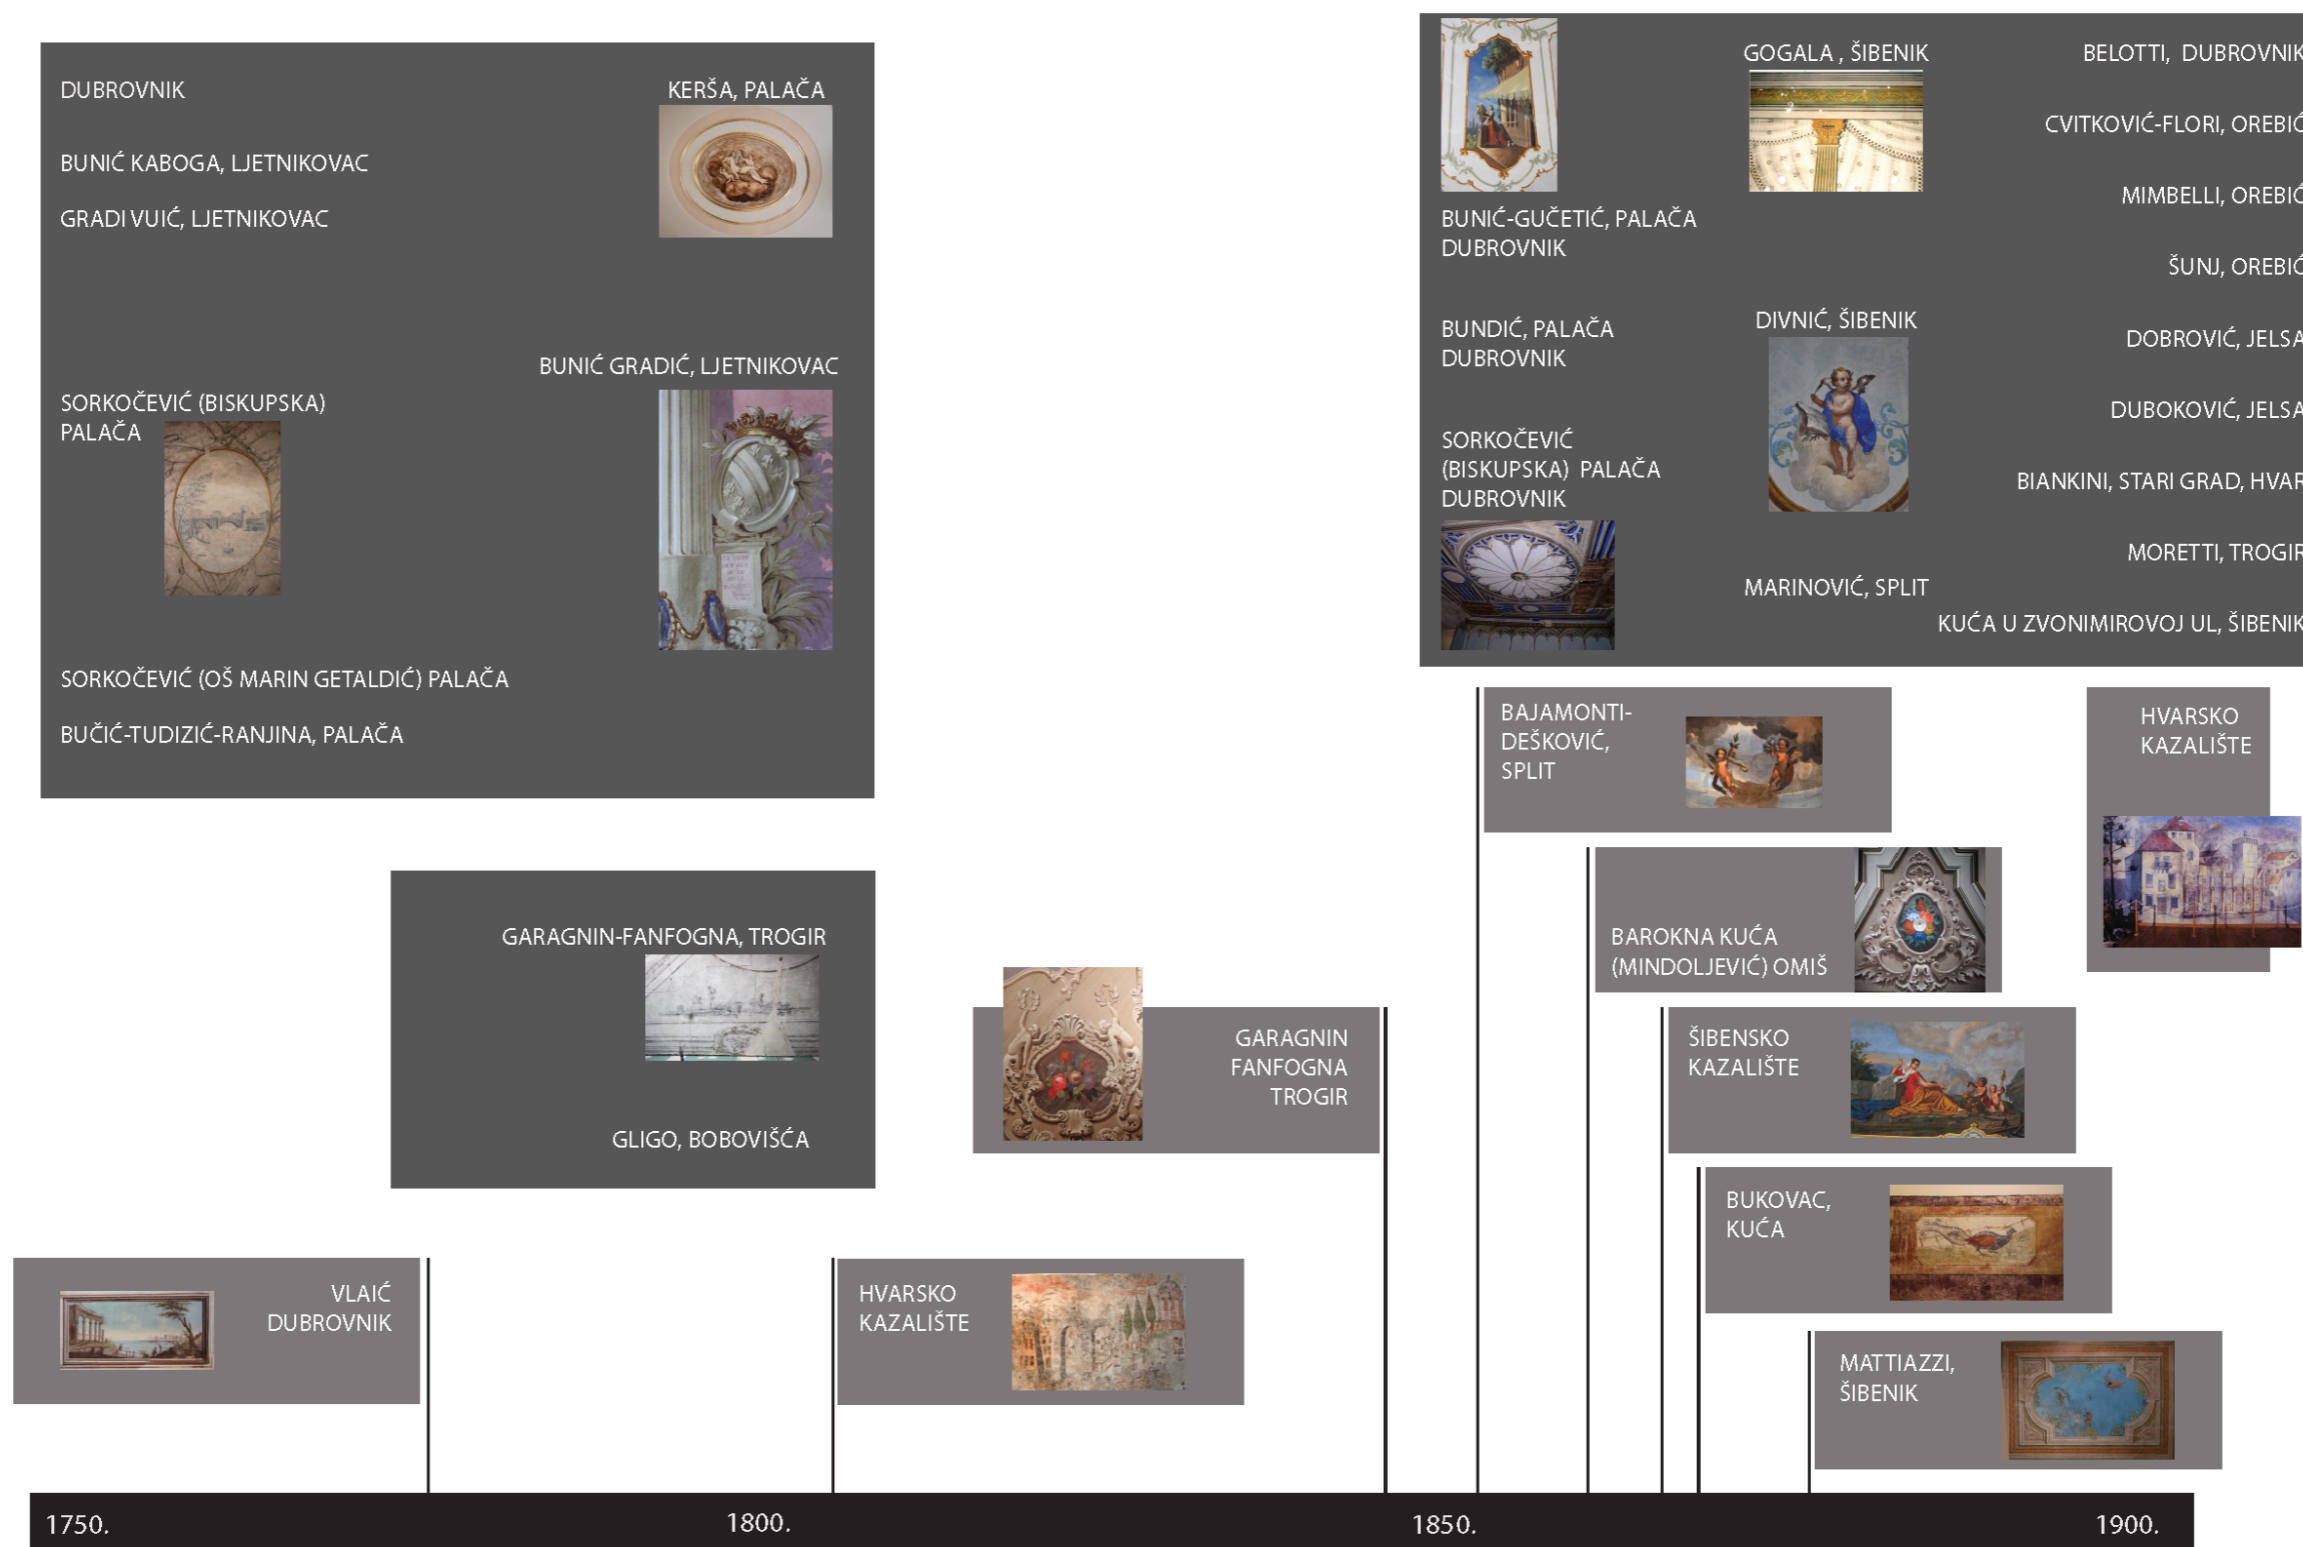 DUBROVNIK
KERŠA, PALAČA
BUNIĆ KABOGA, LJETNIKOVAC
GRADI VUIĆ, LJETNIKOVAC
BUNIĆ GRADIĆ, LJETNIKOVAC
SORKOČEVIĆ (BISKUPSKA)
PALAČA
SORKOČEVIĆ (OŠ MARIN GETALDIĆ) PALAČA
BUČIĆ-TUDIZIĆ-RANJINA, PALAČA
BUNIĆ-GUČETIĆ, PALAČA
DUBROVNIK
BUNDIĆ, PALAČA
DUBROVNIK
SORKOČEVIĆ
(BISKUPSKA) PALAČA
DUBROVNIK
GOGALA , ŠIBENIK
DIVNIĆ, ŠIBENIK
MARINOVIĆ, SPLIT
BELOTTI, DUBROVNIK
CVITKOVIĆ-FLORI, OREBIĆ
MIMBELLI, OREBIĆ
ŠUNJ, OREBIĆ
DOBROVIĆ, JELSA
DUBOKOVIĆ, JELSA
BIANKINI, STARI GRAD, HVAR
MORETTI, TROGIR
KUĆA U ZVONIMIROVOJ UL, ŠIBENIK
BAJAMONTI-
DEŠKOVIĆ,
SPLIT
HVARSKO
KAZALIŠTE
BAROKNA KUĆA
(MINDOLJEVIĆ) OMIŠ
GARAGNIN-FANFOGNA, TROGIR
GLIGO, BOBOVIŠĆA
GARAGNIN
FANFOGNA
TROGIR
ŠIBENSKO
KAZALIŠTE
BUKOVAC,
KUĆA
VLAIĆ
DUBROVNIK
HVARSKO
KAZALIŠTE
MATTIAZZI,
ŠIBENIK
1750.
1800.
1850.
1900.